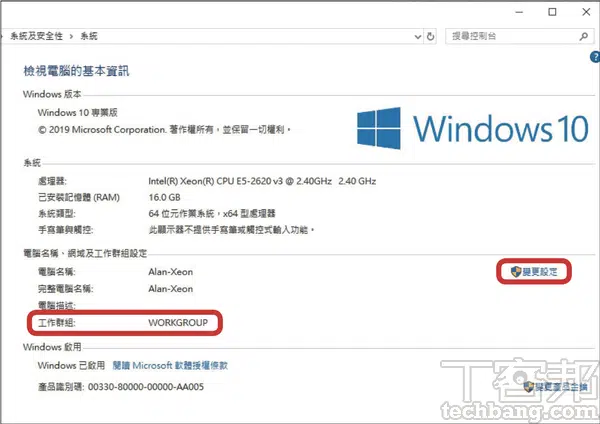 系統及安全性 › 系統
搜尋控制台
?
檢視電腦的基本資訊
Windows 版本
Windows 10 專業版
© 2019 Microsoft Corporation. 著作權所有,並保留一切權利。
Windows 10
系統
處理器: Intel(R) Xeon(R) CPU E5-2620 v3 @ 2.40GHz 2.40 GHz
已安裝記憶體 (RAM) 16.0 GB
系統類型: 64 位元作業系統,x64 型處理器
手寫筆與觸控: 此顯示器不提供手寫筆或觸控式輸入功能。
電腦名稱、網域及工作群組設定
電腦名稱: Alan-Xeon
變更設定
完整電腦名稱: Alan-Xeon
電腦描述:
工作群組: WORKGROUP
Windows 啟用
Windows 已啟用 閱讀 Microsoft 軟體授權條款
產品識別碼: 00330-80000-00000-AA005
變更產品金鑰
T客邦
techbang.com